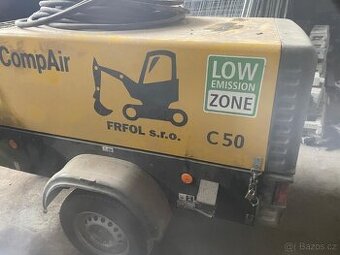 CompAir
LOW
EMISSION
ZONE
FRFOL s.r.o.
C 50
© Bazos.cz